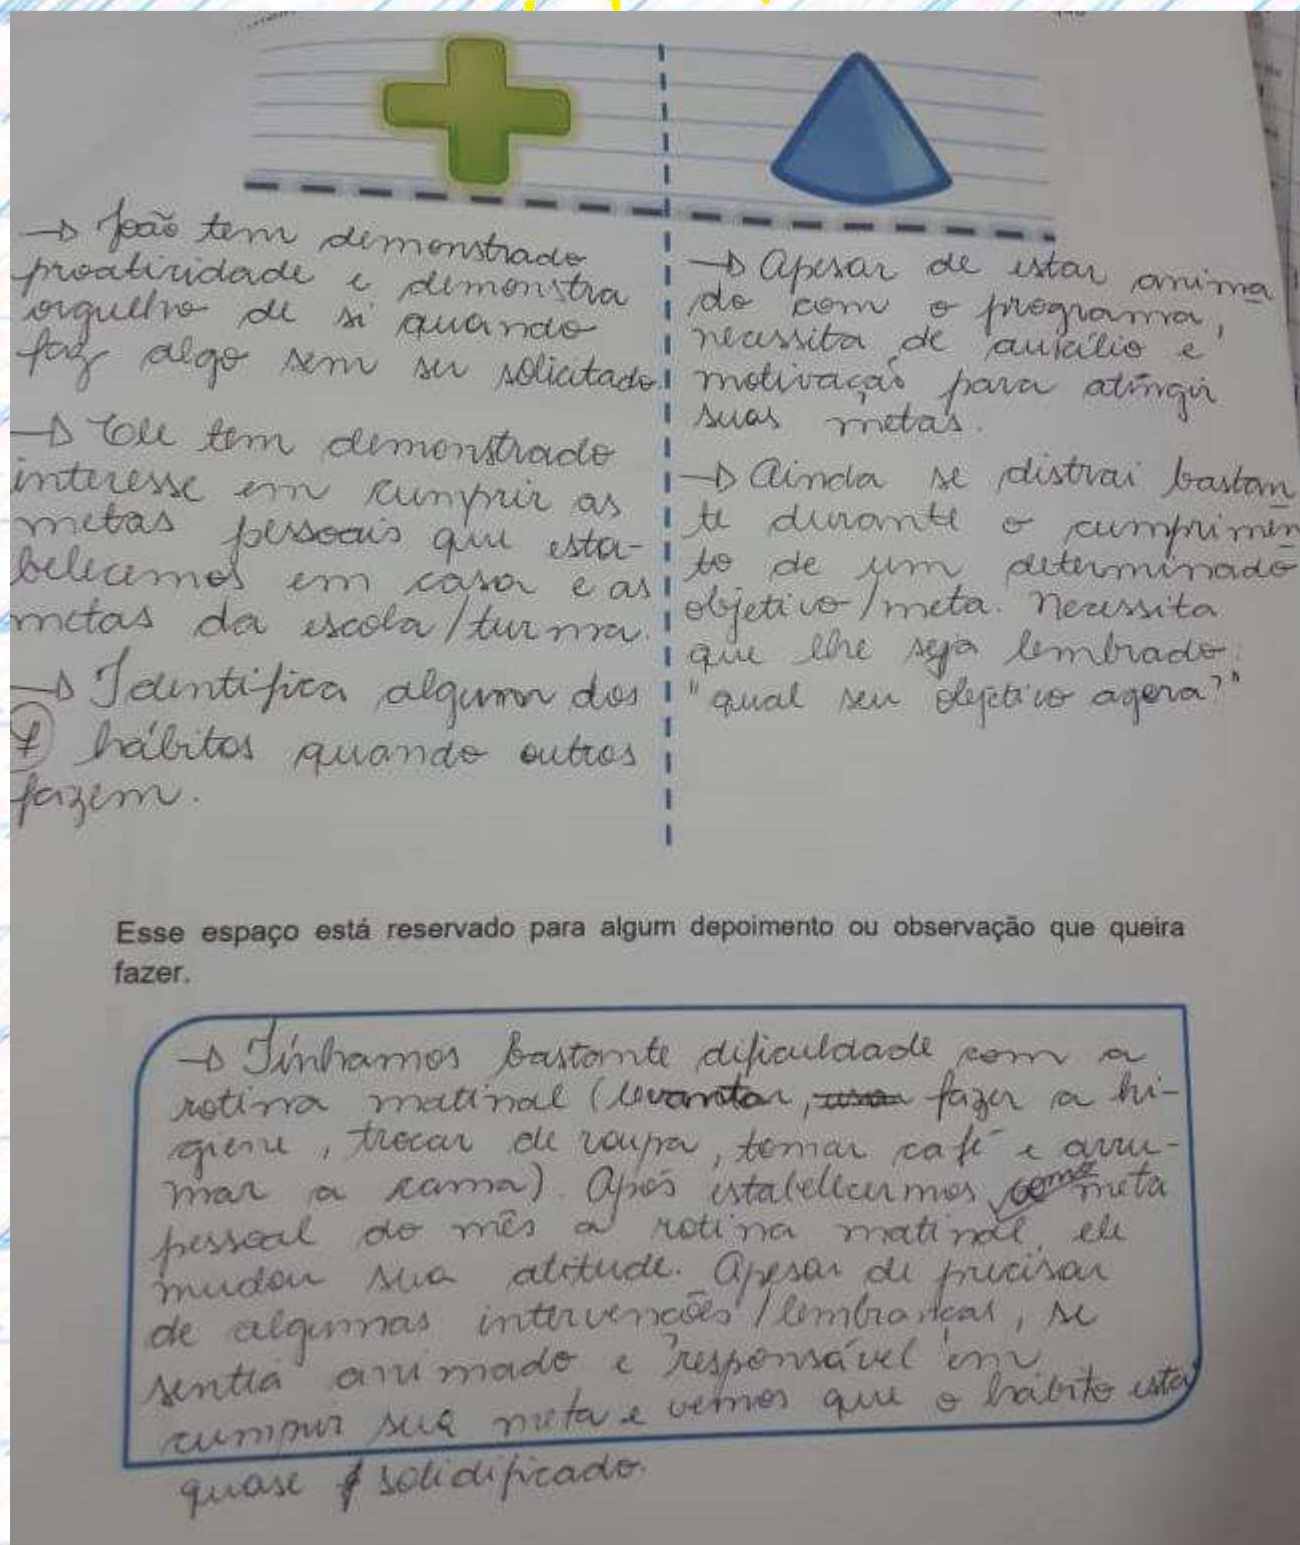 → João tem demonstrado
proatividade e demonstra
orgulho de si quando
faz algo sem ser solicitado.
→ Ele tem demonstrado
interesse em cumprir as
metas pessoais que esta-
belecemos em casa e as
metas da escola/turma.
→ Identifica algum dos
7 hábitos quando outros
fazem.
→ Apesar de estar anima
do com o programa,
necessita de auxílio e
motivação para atingir
suas metas.
→ Ainda se distrai bastan
te durante o cumprimen
to de um determinado
objetivo/meta. Necessita
que lhe seja lembrado:
"qual seu objetivo agora?"
Esse espaço está reservado para algum depoimento ou observação que queira
fazer.
→ Tínhamos bastante dificuldade com a
rotina matinal (levantar, fazer a hi-
giene, trocar de roupa, tomar café e arru-
mar a cama). Após estabelecermos como meta
pessoal do mês a rotina matinal, ele
mudou sua atitude. Apesar de precisar
de algumas intervenções/lembranças, se
sentia animado e responsável em
cumprir sua meta e vemos que o hábito está
quase solidificado.